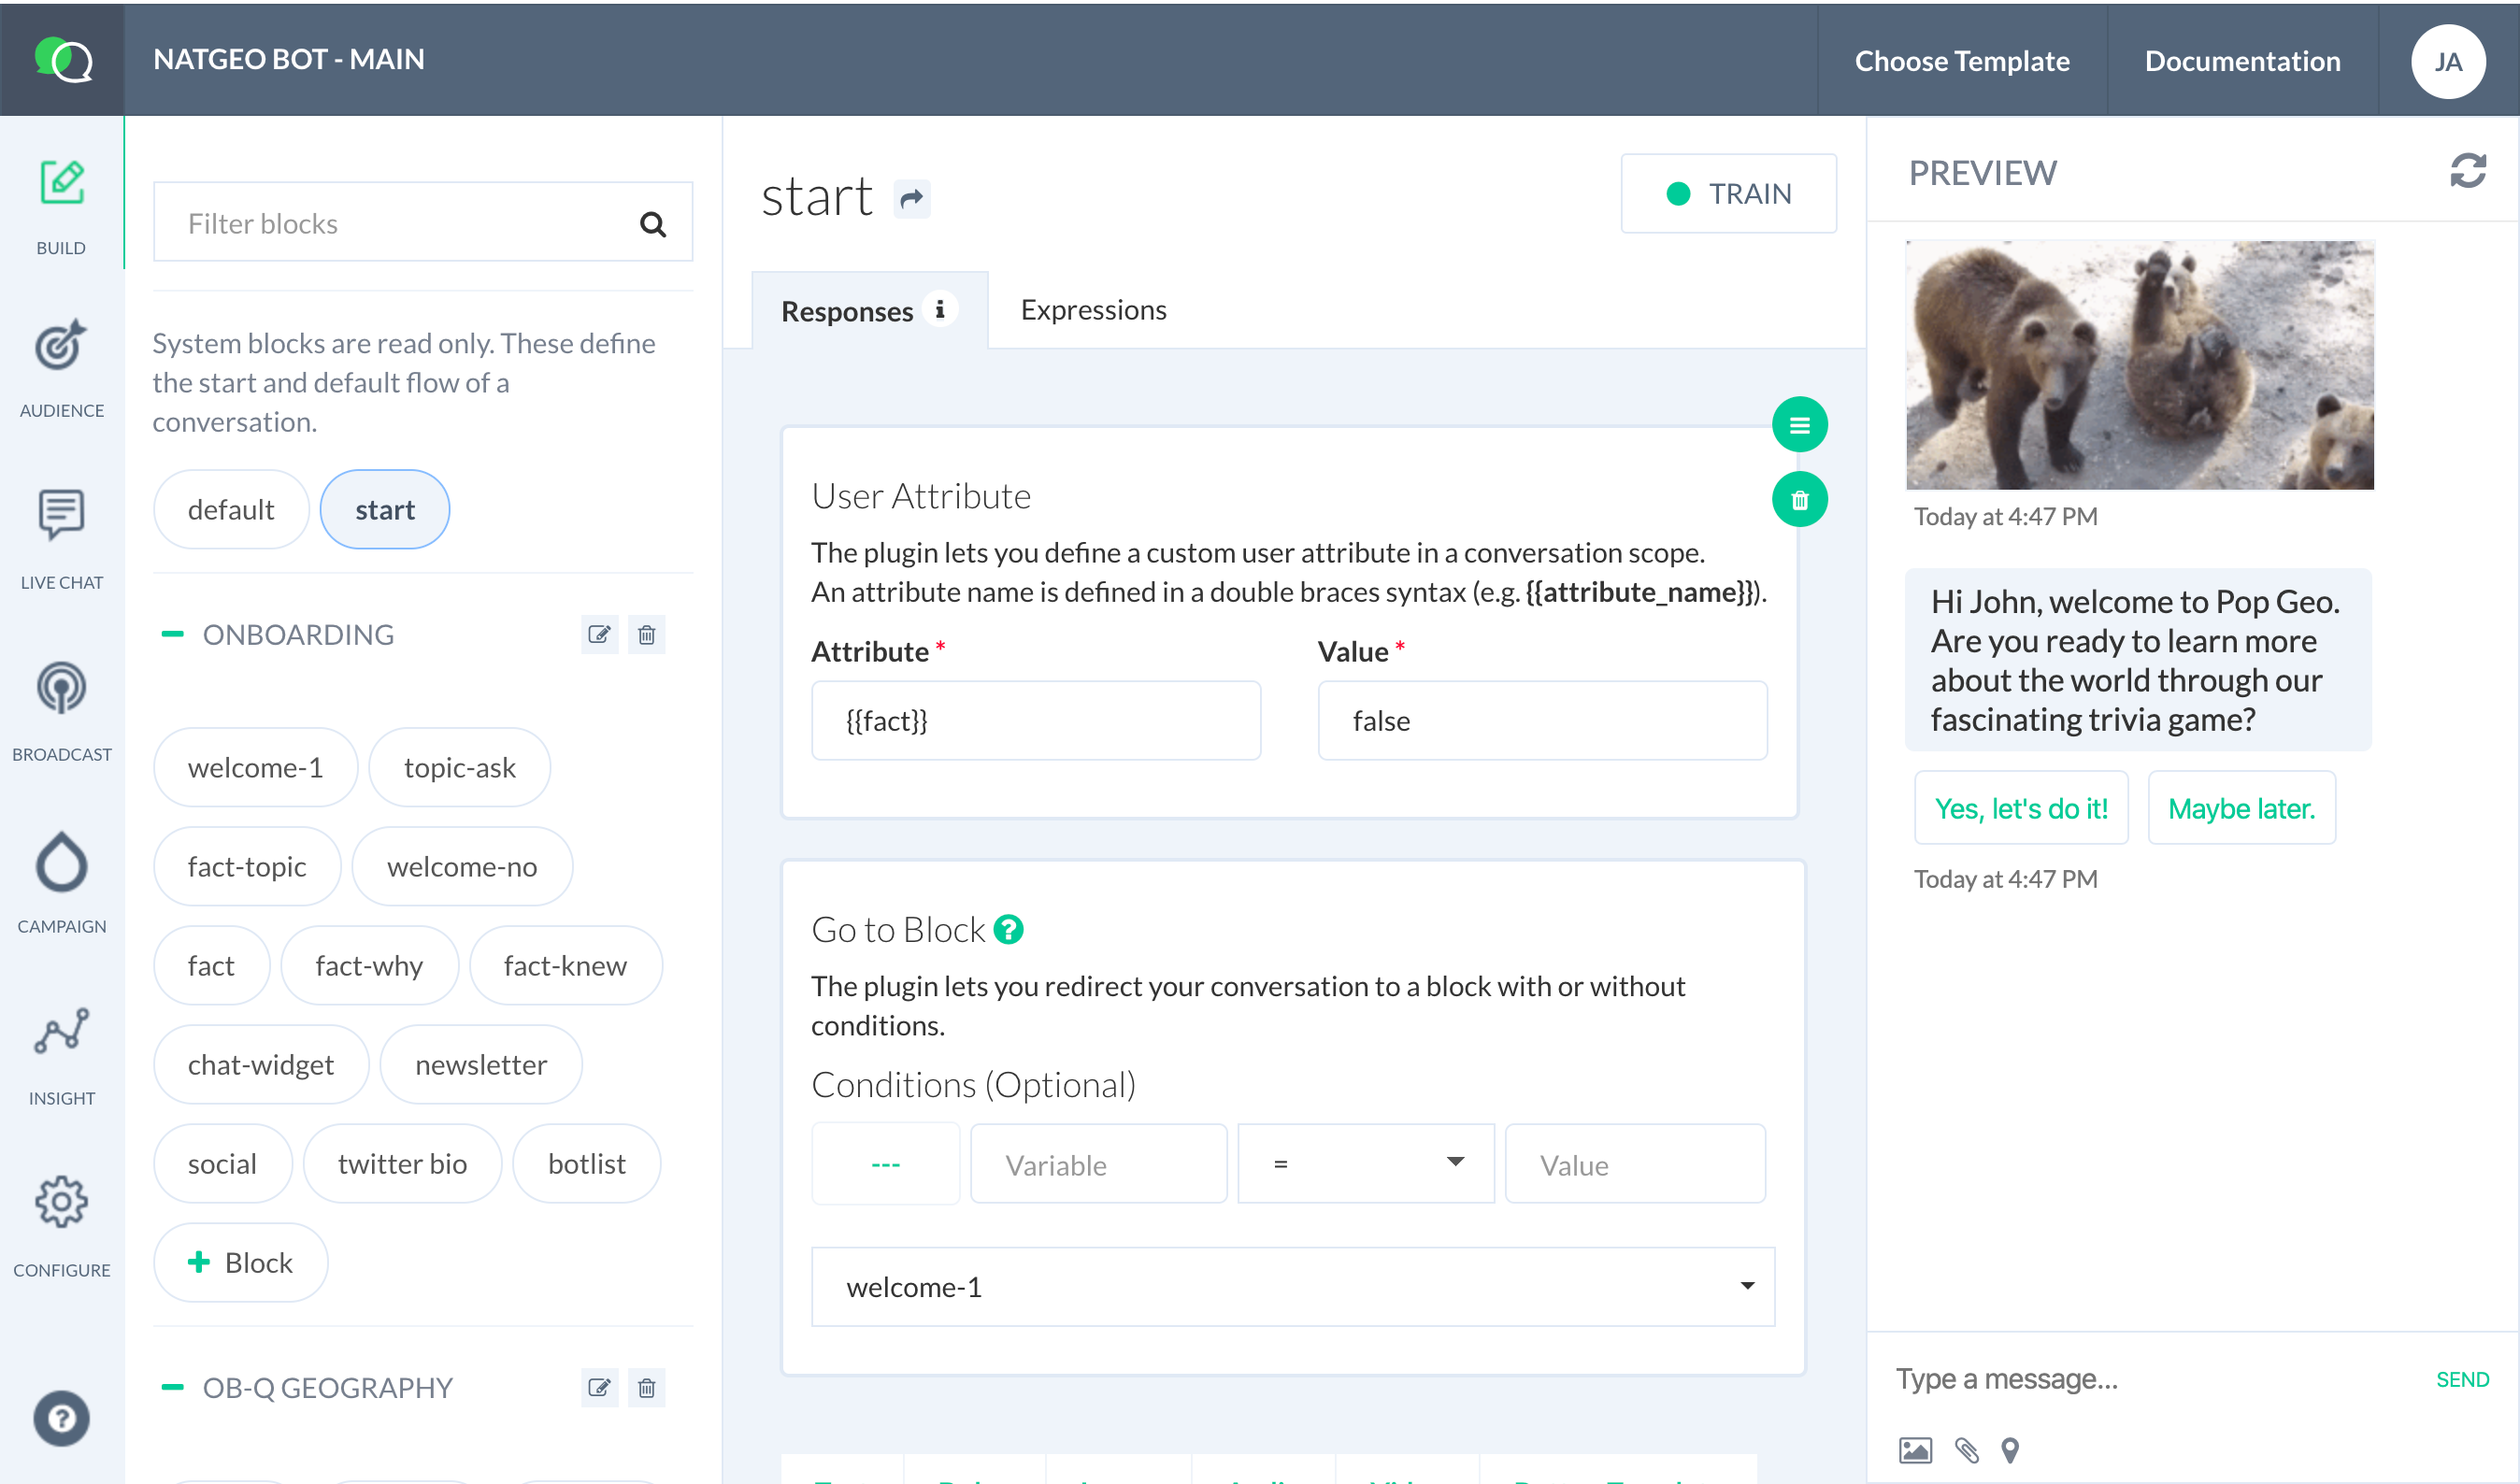 NATGEO BOT - MAIN
Choose Template
Documentation
JA
BUILD
AUDIENCE
LIVE CHAT
BROADCAST
CAMPAIGN
INSIGHT
CONFIGURE
?
Filter blocks
System blocks are read only. These define
the start and default flow of a
conversation.
default
start
ONBOARDING
welcome-1
topic-ask
fact-topic
welcome-no
fact
fact-why
fact-knew
chat-widget
newsletter
social
twitter bio
botlist
+ Block
OB-Q GEOGRAPHY
start
TRAIN
Responses i
Expressions
User Attribute
The plugin lets you define a custom user attribute in a conversation scope.
An attribute name is defined in a double braces syntax (e.g. {{attribute_name}}).
Attribute *
Value *
{{fact}}
false
Go to Block ?
The plugin lets you redirect your conversation to a block with or without
conditions.
Conditions (Optional)
---
Variable
=
Value
welcome-1
PREVIEW
Today at 4:47 PM
Hi John, welcome to Pop Geo.
Are you ready to learn more
about the world through our
fascinating trivia game?
Yes, let's do it!
Maybe later.
Today at 4:47 PM
Type a message...
SEND